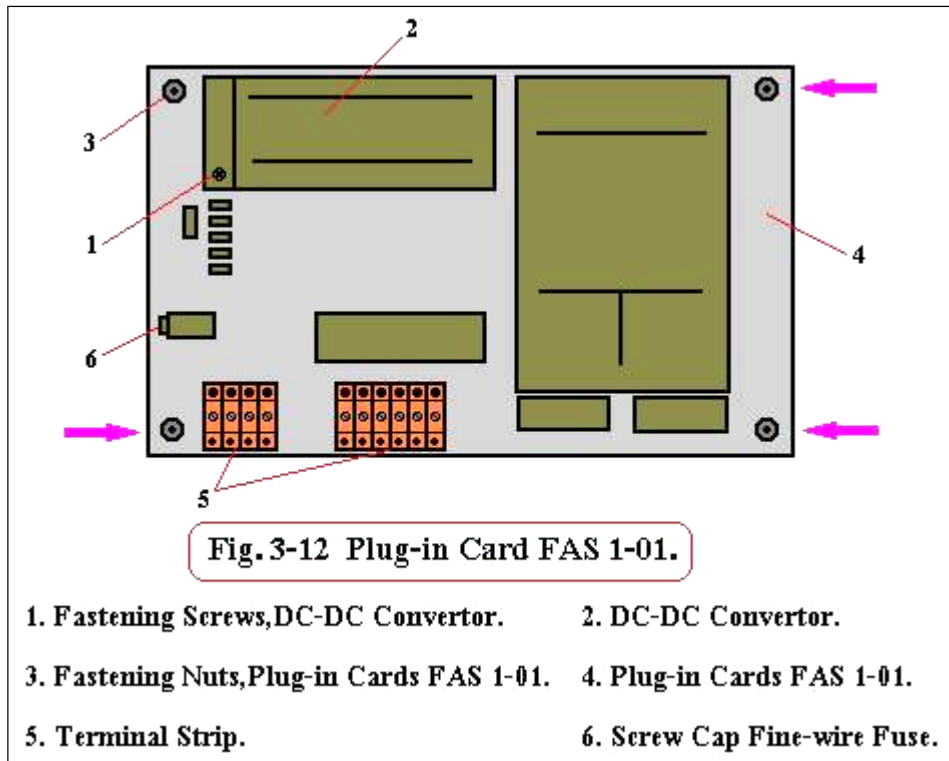 2
3
1
4
6
5
Fig. 3-12 Plug-in Card FAS 1-01.
1. Fastening Screws,DC-DC Convertor. 2. DC-DC Convertor.
3. Fastening Nuts,Plug-in Cards FAS 1-01. 4. Plug-in Cards FAS 1-01.
5. Terminal Strip. 6. Screw Cap Fine-wire Fuse.